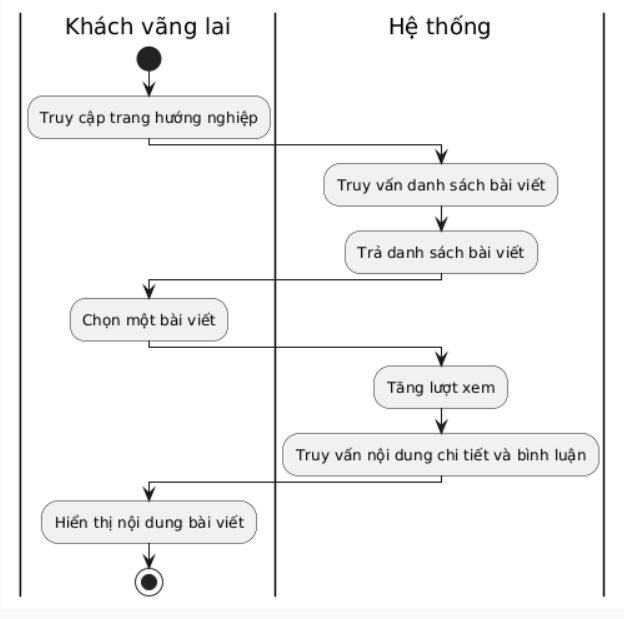 Khách vãng lai
Hệ thống
Truy cập trang hướng nghiệp
Truy vấn danh sách bài viết
Trả danh sách bài viết
Chọn một bài viết
Tăng lượt xem
Truy vấn nội dung chi tiết và bình luận
Hiển thị nội dung bài viết